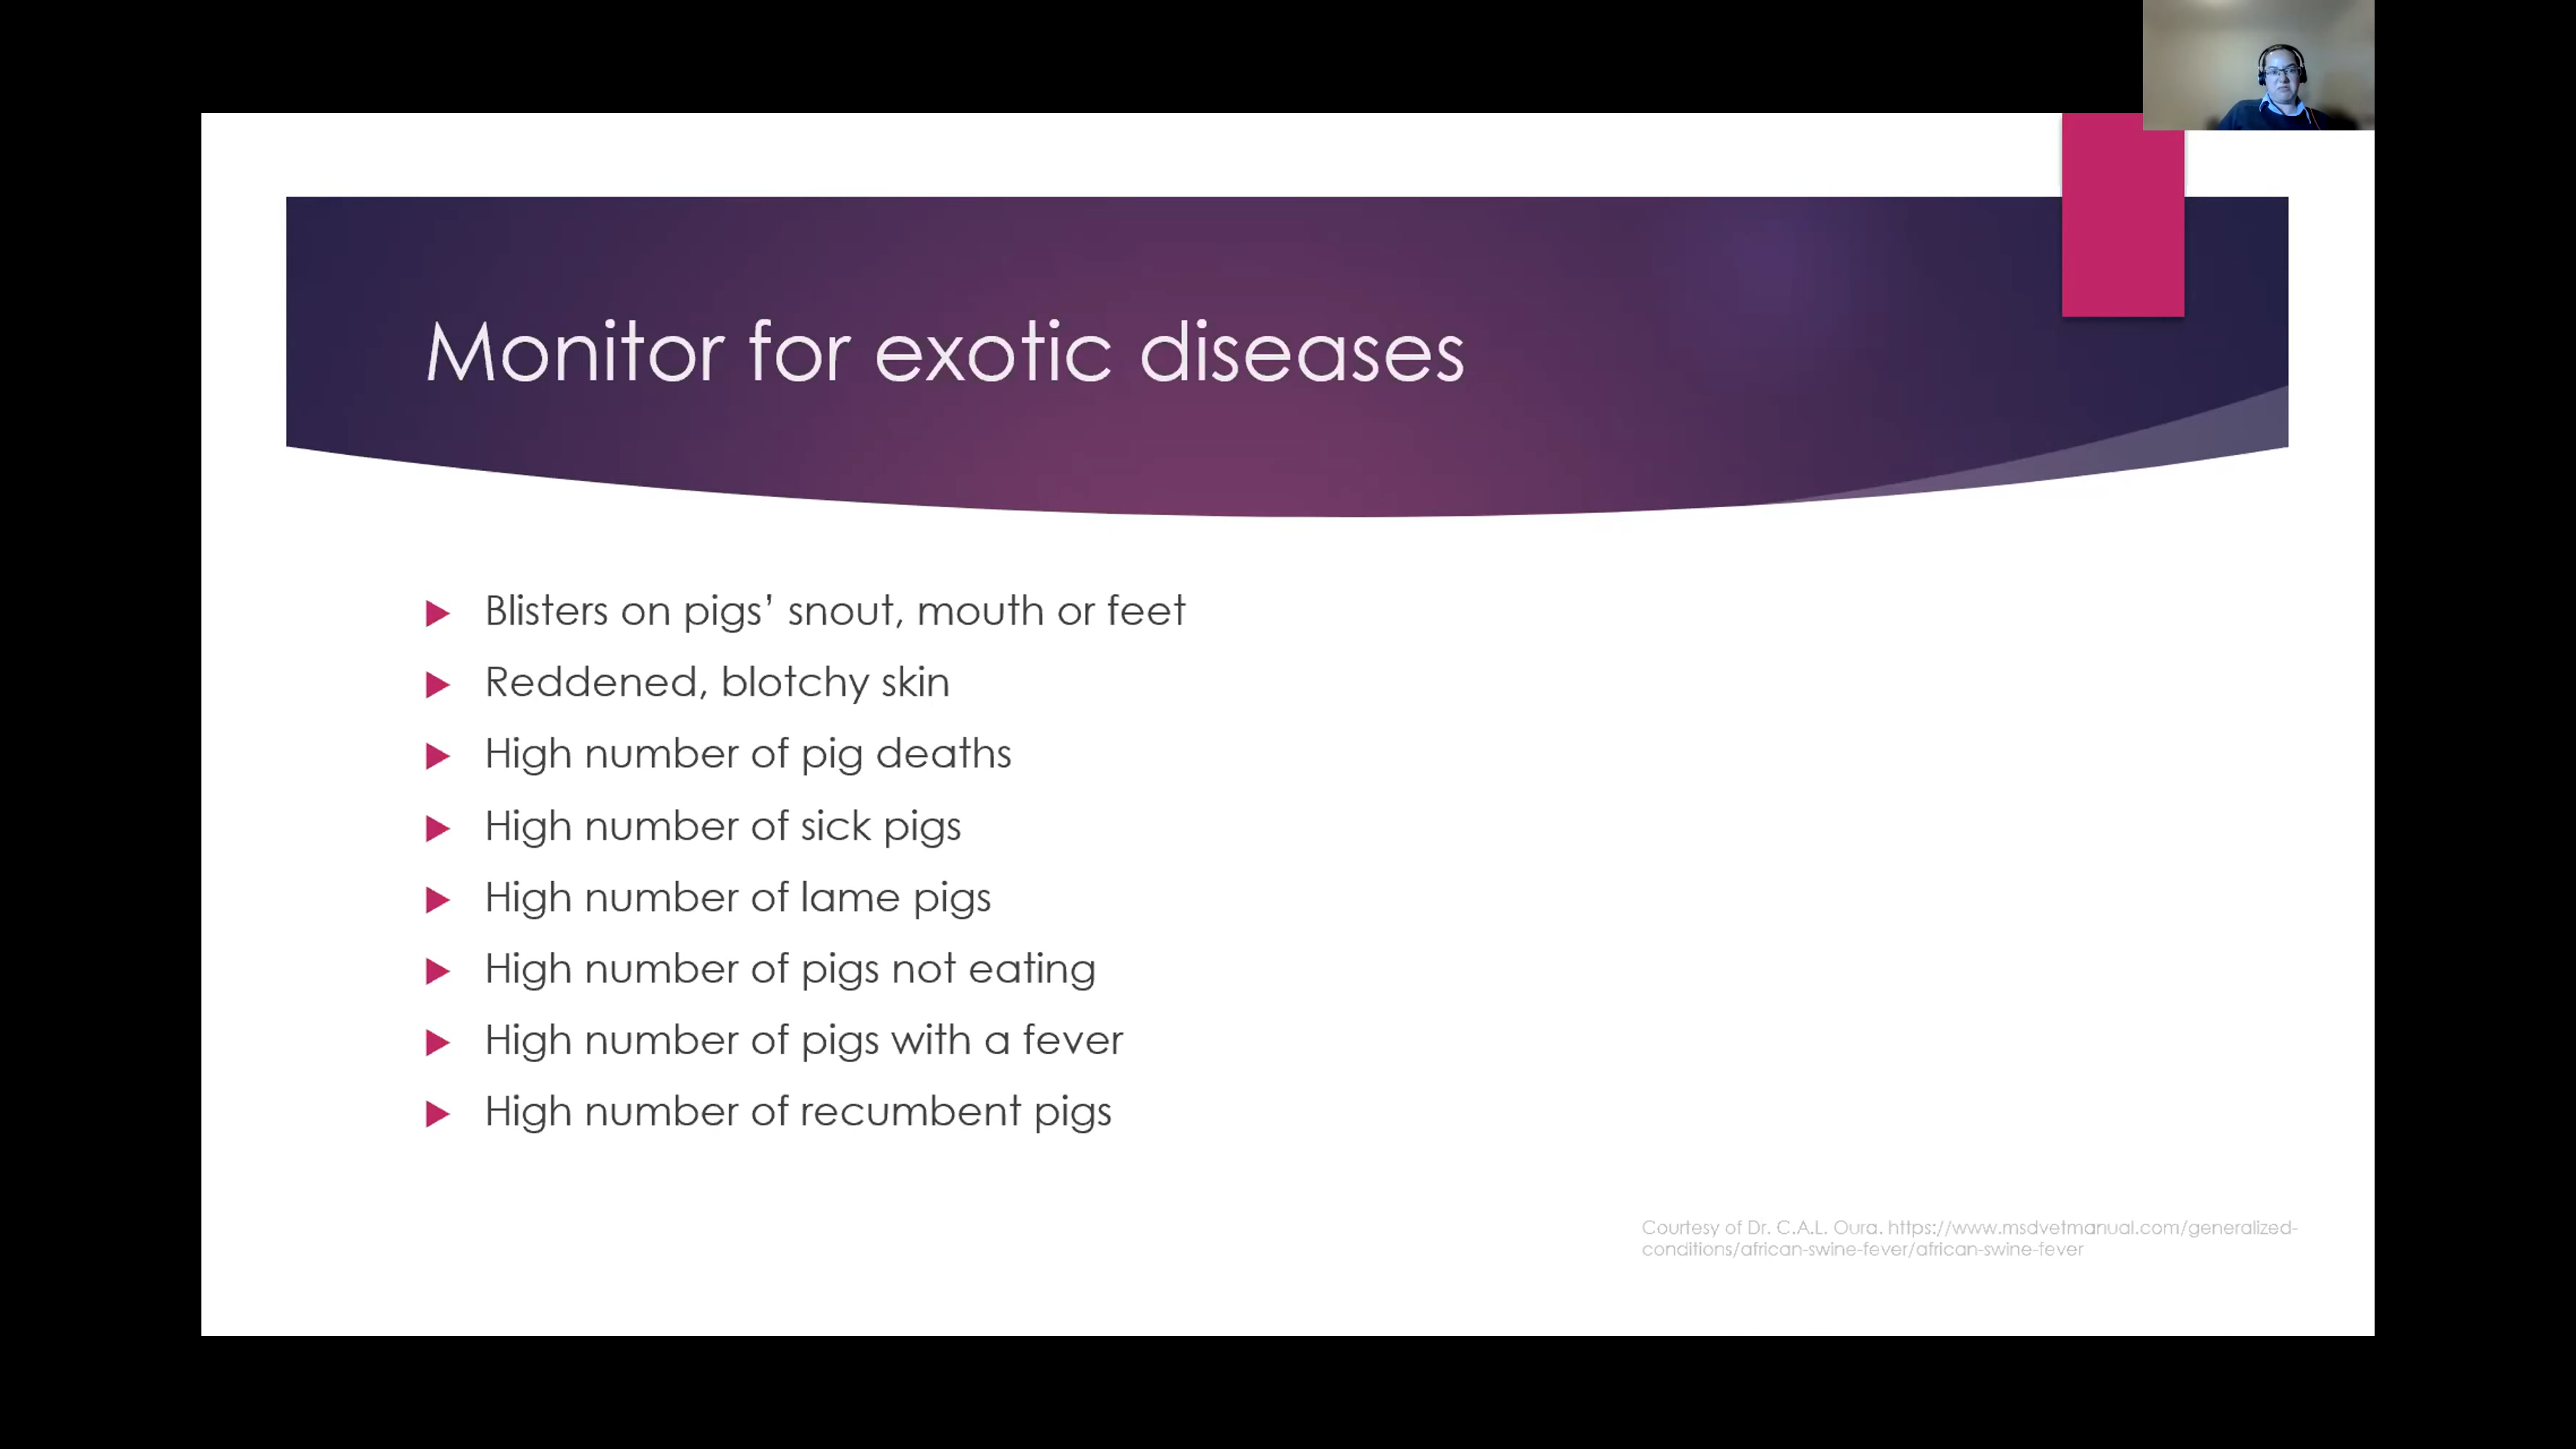 Monitor for exotic diseases
Blisters on pigs’ snout, mouth or feet
Reddened, blotchy skin
High number of pig deaths
High number of sick pigs
High number of lame pigs
High number of pigs not eating
High number of pigs with a fever
High number of recumbent pigs
Courtesy of Dr. C.A.L. Oura. https://www.msdvetmanual.com/generalized-
conditions/african-swine-fever/african-swine-fever